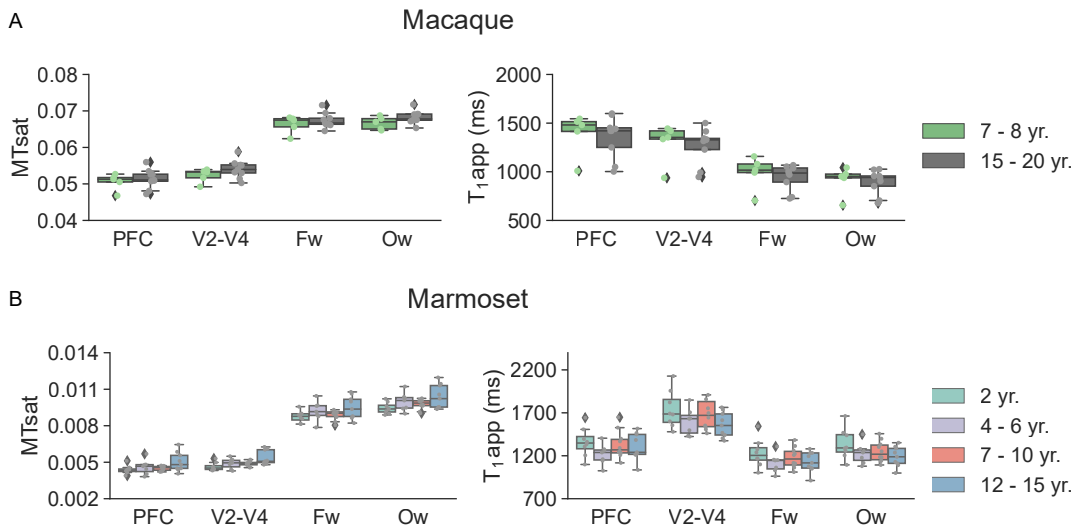 A
Macaque
MTsat
0.08
0.07
0.06
0.05
0.04
PFC V2-V4 Fw Ow
T1app (ms)
2000
1500
1000
500
PFC V2-V4 Fw Ow
7 - 8 yr.
15 - 20 yr.
B
Marmoset
MTsat
0.014
0.011
0.008
0.005
0.002
PFC V2-V4 Fw Ow
T1app (ms)
2200
1700
1200
700
PFC V2-V4 Fw Ow
2 yr.
4 - 6 yr.
7 - 10 yr.
12 - 15 yr.